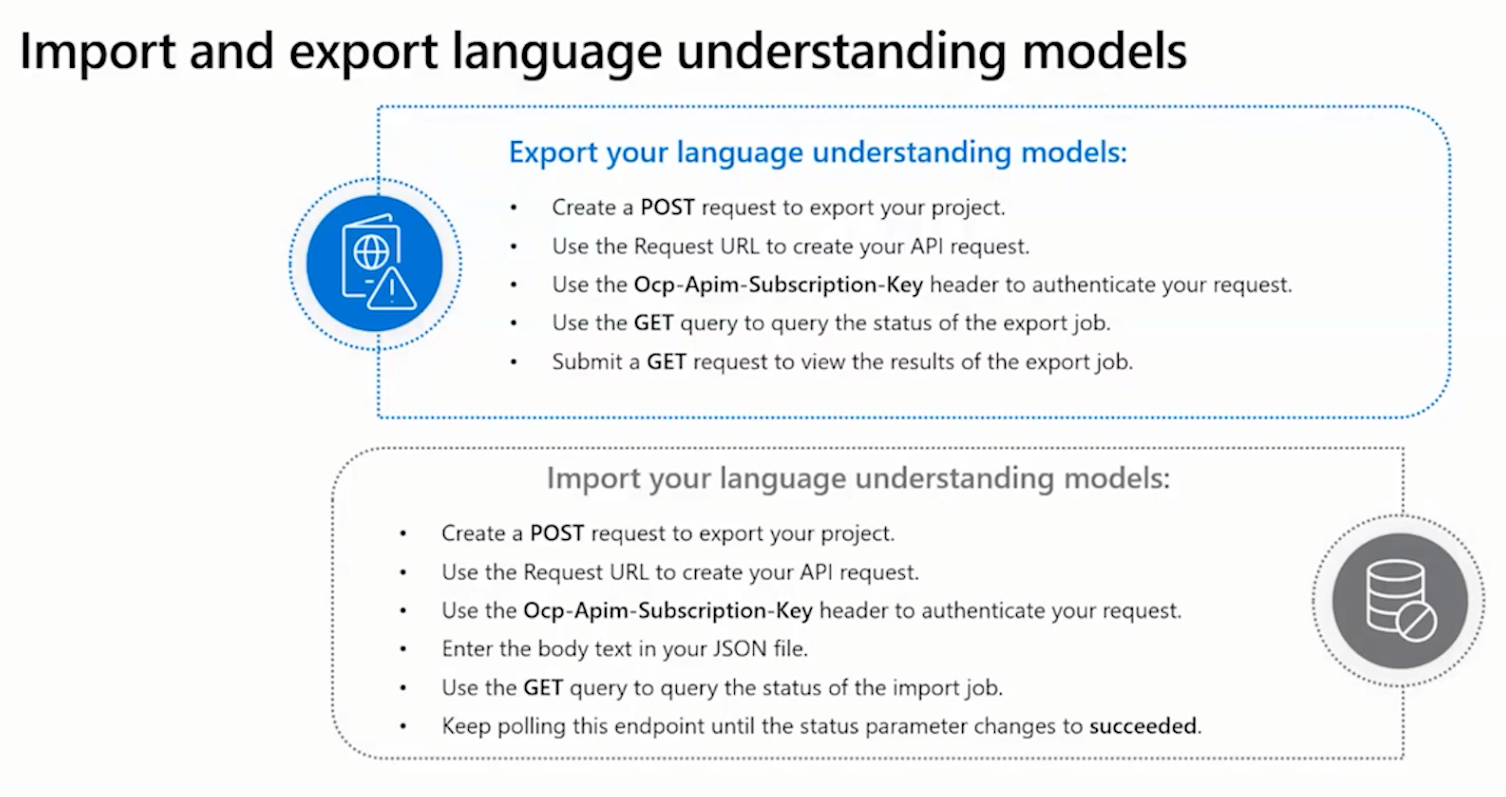 Import and export language understanding models
Export your language understanding models:
• Create a POST request to export your project.
• Use the Request URL to create your API request.
• Use the Ocp-Apim-Subscription-Key header to authenticate your request.
• Use the GET query to query the status of the export job.
• Submit a GET request to view the results of the export job.
Import your language understanding models:
• Create a POST request to export your project.
• Use the Request URL to create your API request.
• Use the Ocp-Apim-Subscription-Key header to authenticate your request.
• Enter the body text in your JSON file.
• Use the GET query to query the status of the import job.
• Keep polling this endpoint until the status parameter changes to succeeded.